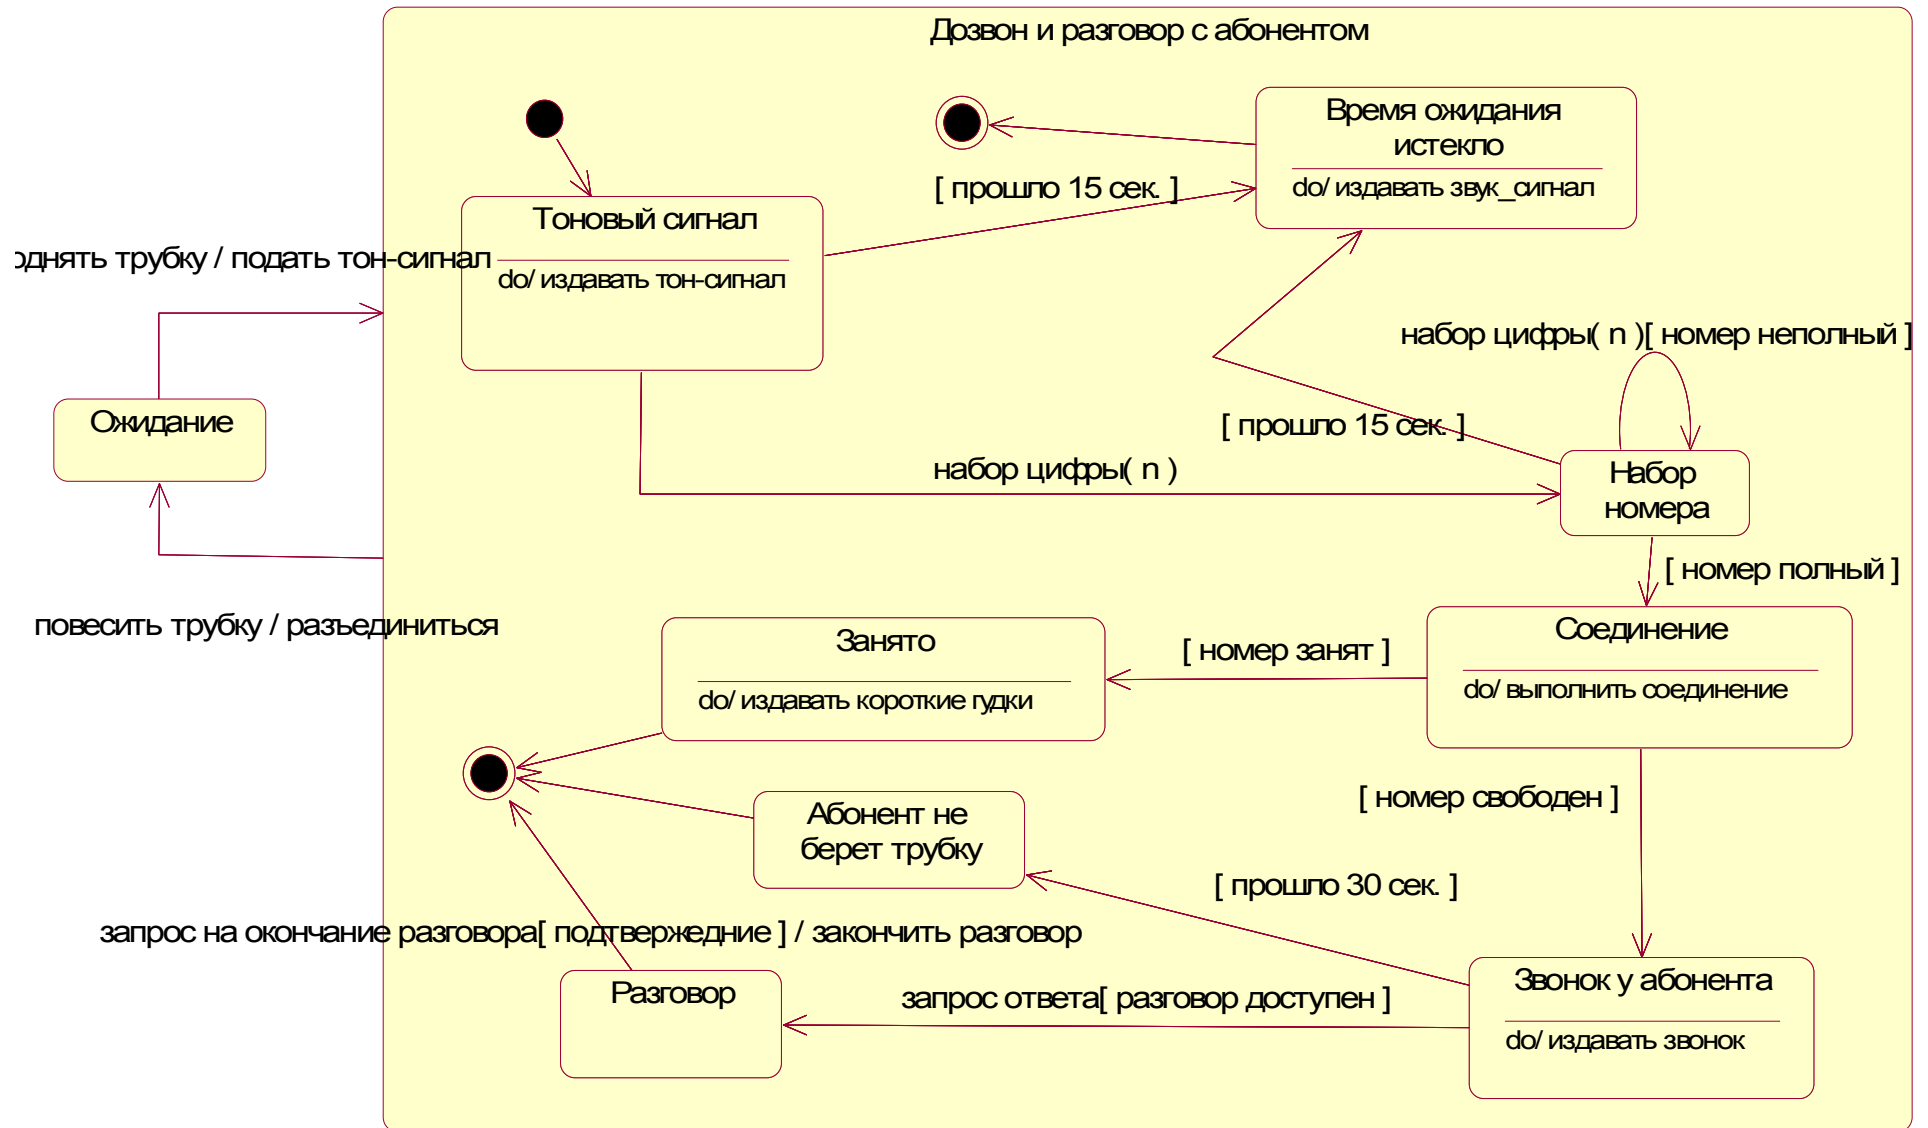 Дозвон и разговор с абонентом
Время ожидания
истекло
do/ издавать звук_сигнал
[ прошло 15 сек. ]
Тоновый сигнал
do/ издавать тон-сигнал
однять трубку / подать тон-сигнал
набор цифры( n )[ номер неполный ]
Ожидание
[ прошло 15 сек. ]
набор цифры( n )
Набор
номера
[ номер полный ]
повесить трубку / разъединиться
Занято
do/ издавать короткие гудки
[ номер занят ]
Соединение
do/ выполнить соединение
[ номер свободен ]
Абонент не
берет трубку
[ прошло 30 сек. ]
запрос на окончание разговора[ подтвержедние ] / закончить разговор
Разговор
запрос ответа[ разговор доступен ]
Звонок у абонента
do/ издавать звонок